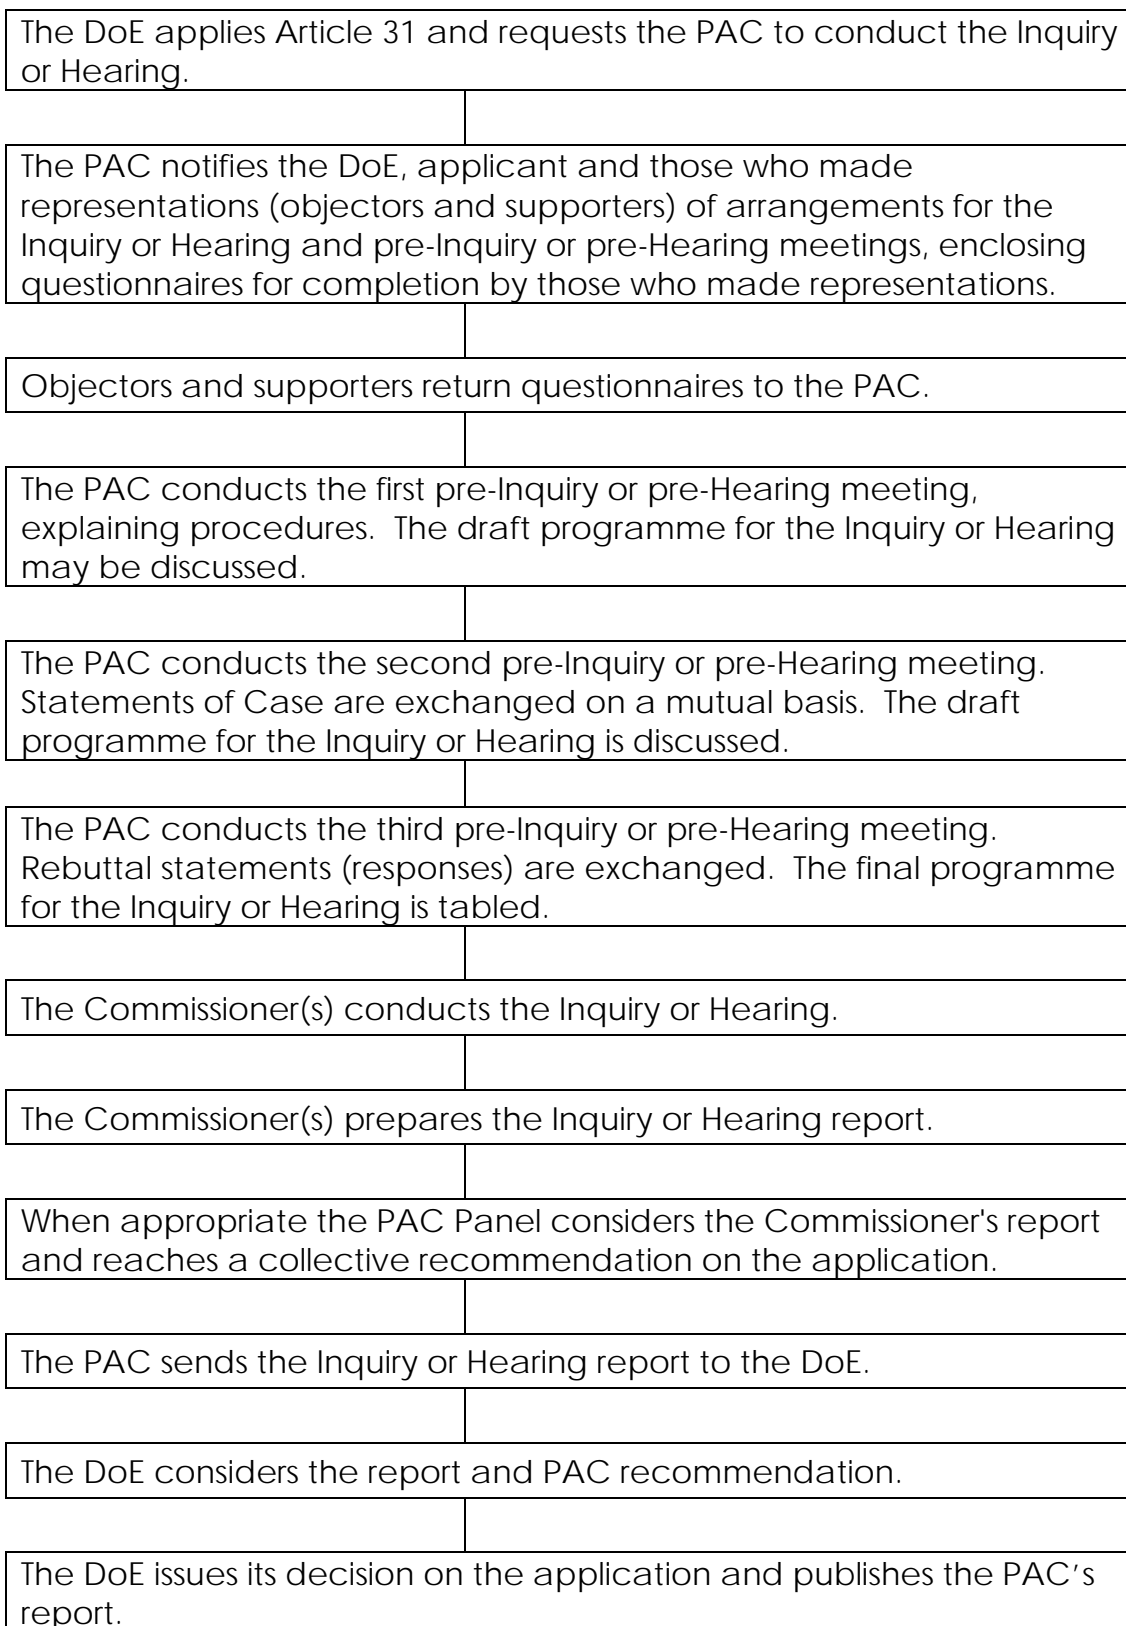 The DoE applies Article 31 and requests the PAC to conduct the Inquiry
or Hearing.
The PAC notifies the DoE, applicant and those who made
representations (objectors and supporters) of arrangements for the
Inquiry or Hearing and pre-Inquiry or pre-Hearing meetings, enclosing
questionnaires for completion by those who made representations.
Objectors and supporters return questionnaires to the PAC.
The PAC conducts the first pre-Inquiry or pre-Hearing meeting,
explaining procedures.  The draft programme for the Inquiry or Hearing
may be discussed.
The PAC conducts the second pre-Inquiry or pre-Hearing meeting.
Statements of Case are exchanged on a mutual basis.  The draft
programme for the Inquiry or Hearing is discussed.
The PAC conducts the third pre-Inquiry or pre-Hearing meeting.
Rebuttal statements (responses) are exchanged.  The final programme
for the Inquiry or Hearing is tabled.
The Commissioner(s) conducts the Inquiry or Hearing.
The Commissioner(s) prepares the Inquiry or Hearing report.
When appropriate the PAC Panel considers the Commissioner's report
and reaches a collective recommendation on the application.
The PAC sends the Inquiry or Hearing report to the DoE.
The DoE considers the report and PAC recommendation.
The DoE issues its decision on the application and publishes the PAC’s
report.